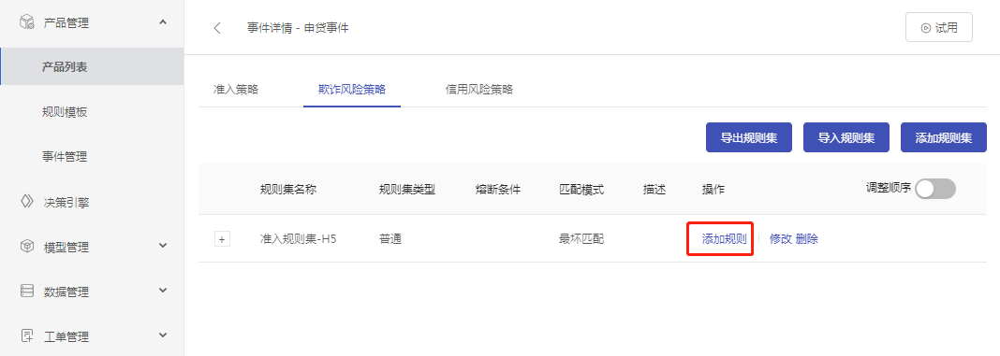 产品管理
产品列表
规则模板
事件管理
决策引擎
模型管理
数据管理
工单管理
事件详情 - 申贷事件
试用
准入策略 欺诈风险策略 信用风险策略
导出规则集 导入规则集 添加规则集
规则集名称 规则集类型 熔断条件 匹配模式 描述 操作 调整顺序
准入规则集-H5 普通 最坏匹配 添加规则 修改 删除